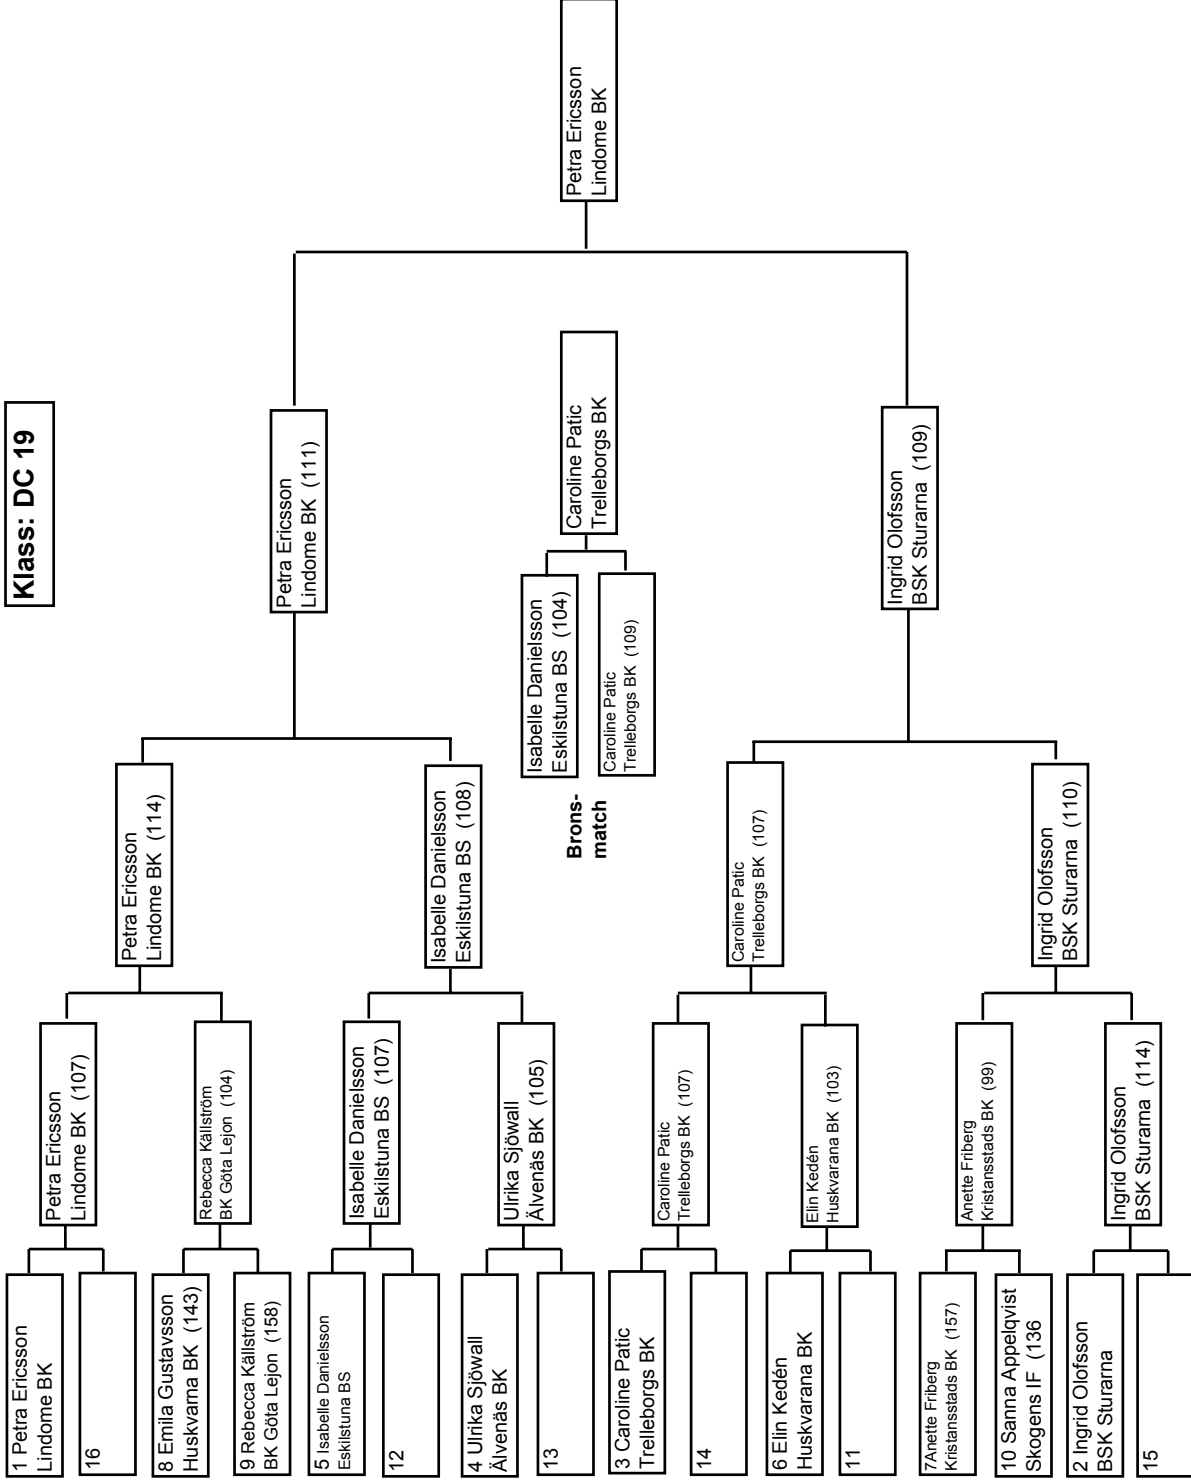 Klass: DC 19
1 Petra Ericsson
Lindome BK
16
8 Emila Gustavsson
Huskvarna BK (143)
9 Rebecca Källström
BK Göta Lejon (158)
5 Isabelle Danielsson
Eskilstuna BS
12
4 Ulrika Sjöwall
Älvenäs BK
13
3 Caroline Patic
Trelleborgs BK
14
6 Elin Kedén
Huskvarana BK
11
7Anette Friberg
Kristansstads BK (157)
10 Sanna Appelqvist
Skogens IF (136
2 Ingrid Olofsson
BSK Sturarna
15
Petra Ericsson
Lindome BK (107)
Rebecca Källström
BK Göta Lejon (104)
Isabelle Danielsson
Eskilstuna BS (107)
Ulrika Sjöwall
Älvenäs BK (105)
Caroline Patic
Trelleborgs BK (107)
Elin Kedén
Huskvarana BK (103)
Anette Friberg
Kristansstads BK (99)
Ingrid Olofsson
BSK Sturarna (114)
Petra Ericsson
Lindome BK (114)
Isabelle Danielsson
Eskilstuna BS (108)
Caroline Patic
Trelleborgs BK (107)
Ingrid Olofsson
BSK Sturarna (110)
Brons-
match
Isabelle Danielsson
Eskilstuna BS (104)
Caroline Patic
Trelleborgs BK (109)
Caroline Patic
Trelleborgs BK
Petra Ericsson
Lindome BK (111)
Ingrid Olofsson
BSK Sturarna (109)
Petra Ericsson
Lindome BK